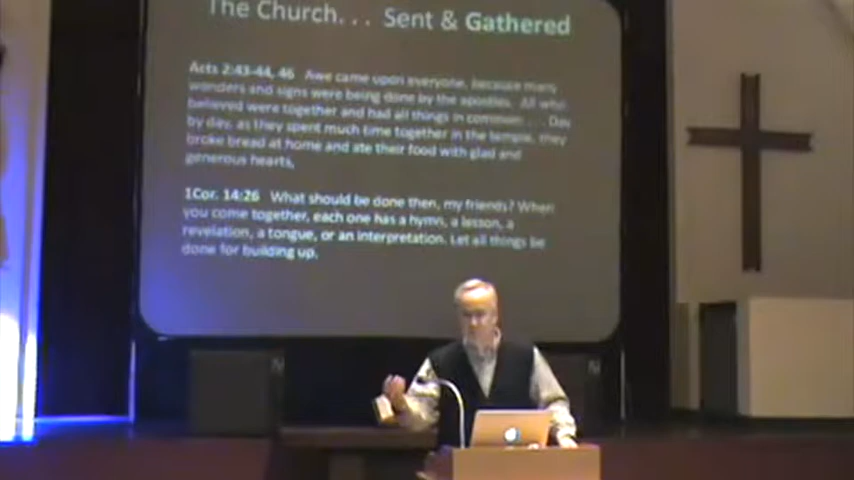 The Church. . .  Sent & Gathered
Acts 2:43-44, 46  Awe came upon everyone, because many
wonders and signs were being done by the apostles.  All who
believed were together and had all things in common . . . Day
by day, as they spent much time together in the temple, they
broke bread at home and ate their food with glad and
generous hearts,
1Cor. 14:26  What should be done then, my friends? When
you come together, each one has a hymn, a lesson, a
revelation, a tongue, or an interpretation. Let all things be
done for building up.